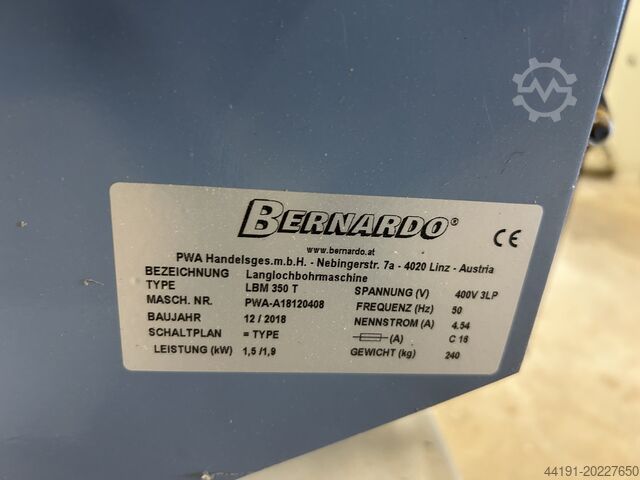 BERNARDO®
CE
www.bernardo.at
PWA Handelsges.m.b.H. - Nebingerstr. 7a - 4020 Linz - Austria
BEZEICHNUNG Langlochbohrmaschine
TYPE LBM 350 T SPANNUNG (V) 400V 3LP
MASCH. NR. PWA-A18120408 FREQUENZ (Hz) 50
BAUJAHR 12 / 2018 NENNSTROM (A) 4.54
SCHALTPLAN = TYPE (A) C 16
LEISTUNG (kW) 1,5 /1,9 GEWICHT (kg) 240
44191-20227650